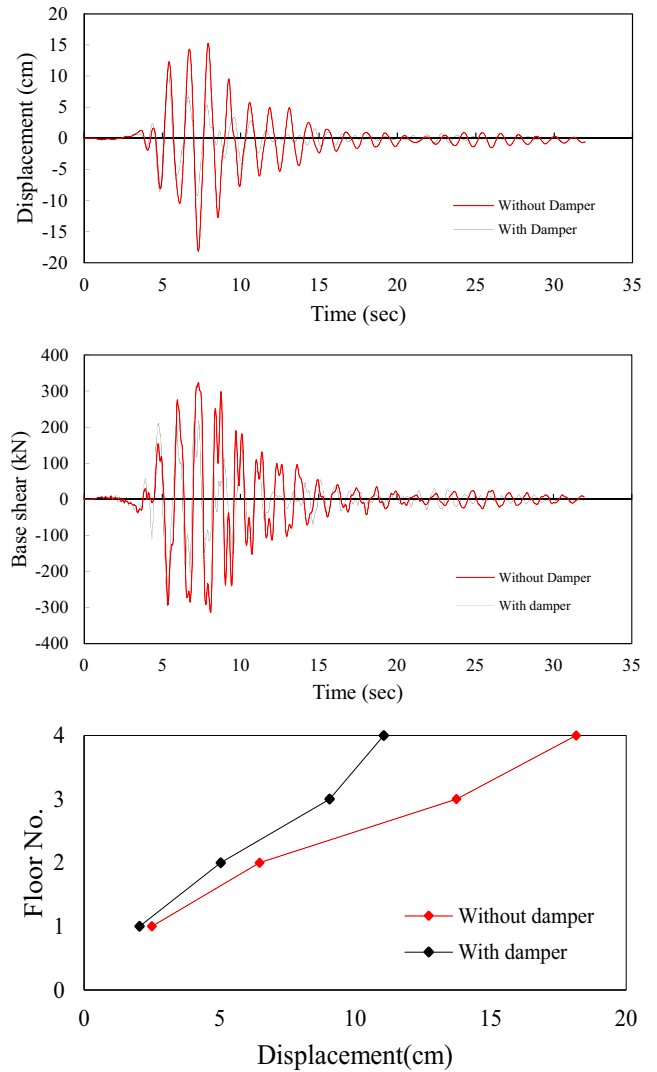 20
15
10
5
0
-5
-10
-15
-20
Displacement (cm)
Without Damper
With Damper
0 5 10 15 20 25 30 35
Time (sec)
400
300
200
100
0
-100
-200
-300
-400
Base shear (kN)
Without Damper
With damper
0 5 10 15 20 25 30 35
Time (sec)
4
3
2
1
0
Floor No.
Without damper
With damper
0 5 10 15 20
Displacement(cm)